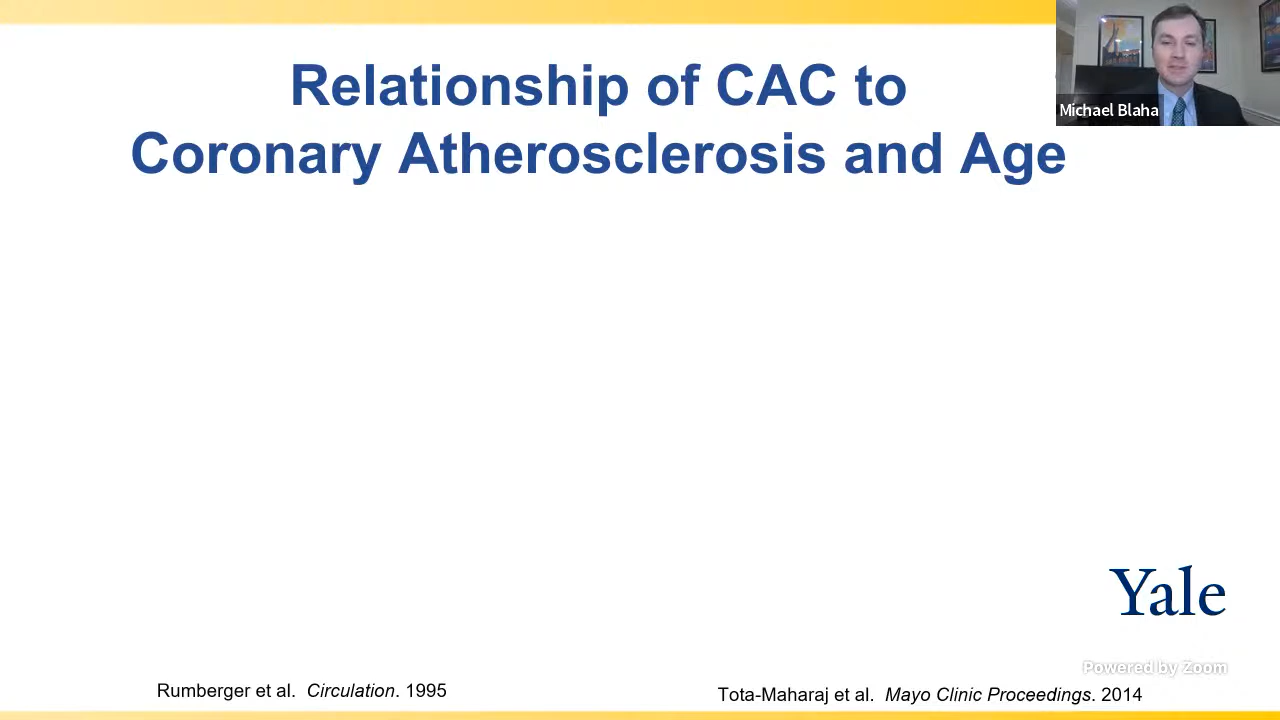 Relationship of CAC to
Coronary Atherosclerosis and Age
Michael Blaha
Yale
Powered by Zoom
Rumberger et al. Circulation. 1995
Tota-Maharaj et al. Mayo Clinic Proceedings. 2014